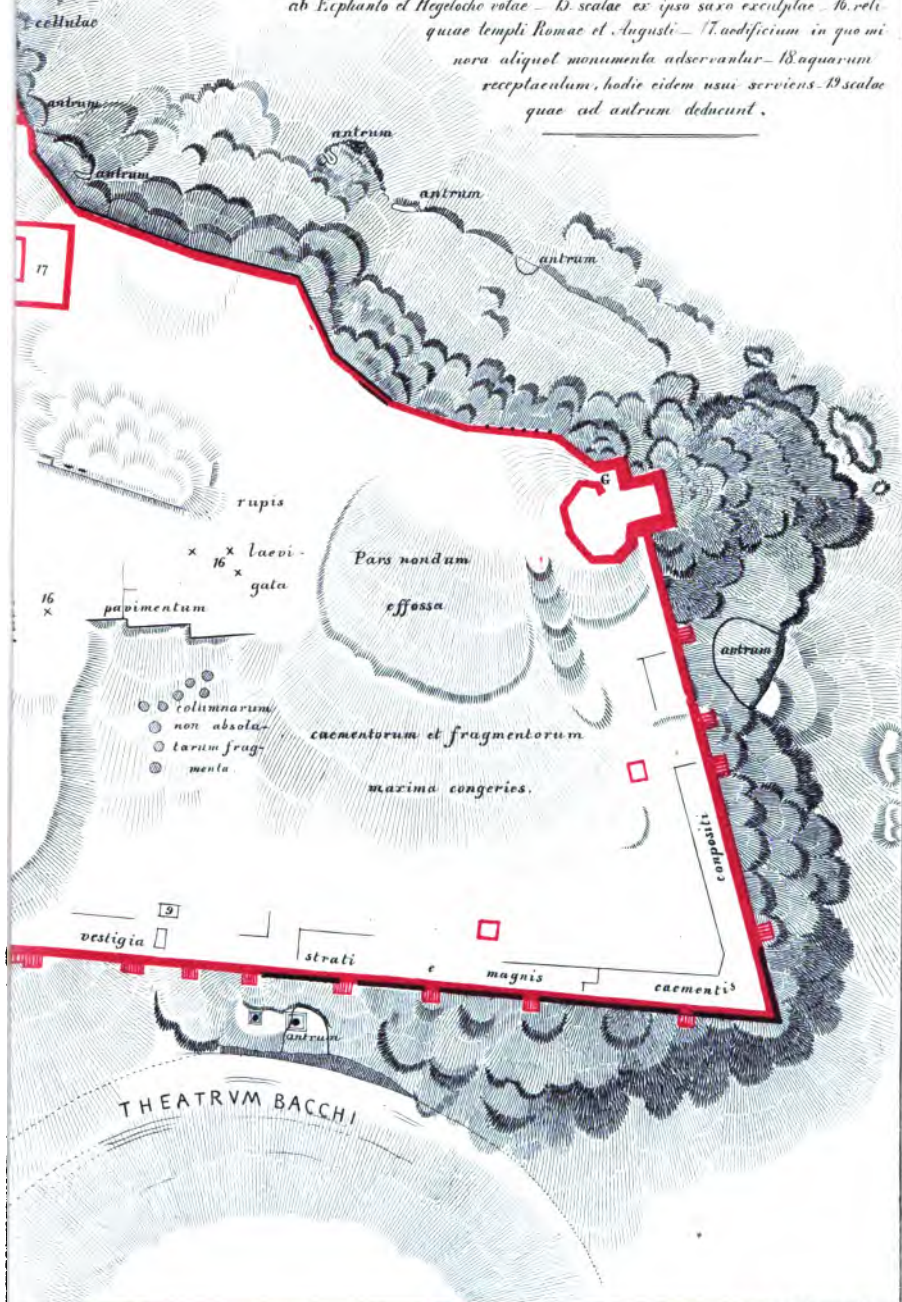 ab Ecphanto et Hegelocho votae _ 15. scalae ex ipso saxo exculptae _ 16. reli-
quiae templi Romae et Augusti _ 17. aedificium in quo mi
nora aliquot monumenta adservantur _ 18. aquarum
receptaculum, hodie eidem usui serviens _ 19 scalae
quae ad antrum deducunt.
cellulae
antrum
antrum
antrum
antrum
antrum
17
G
rupis
laevi-
gata
16
16
pavimentum
Pars nondum
effossa
antrum
columnarum
non absolu-
tarum frag-
menta
caementorum et fragmentorum
maxima congeries.
compositi
9
vestigia
strati
e
magnis
caementis
antrum
THEATRVM BACCHI